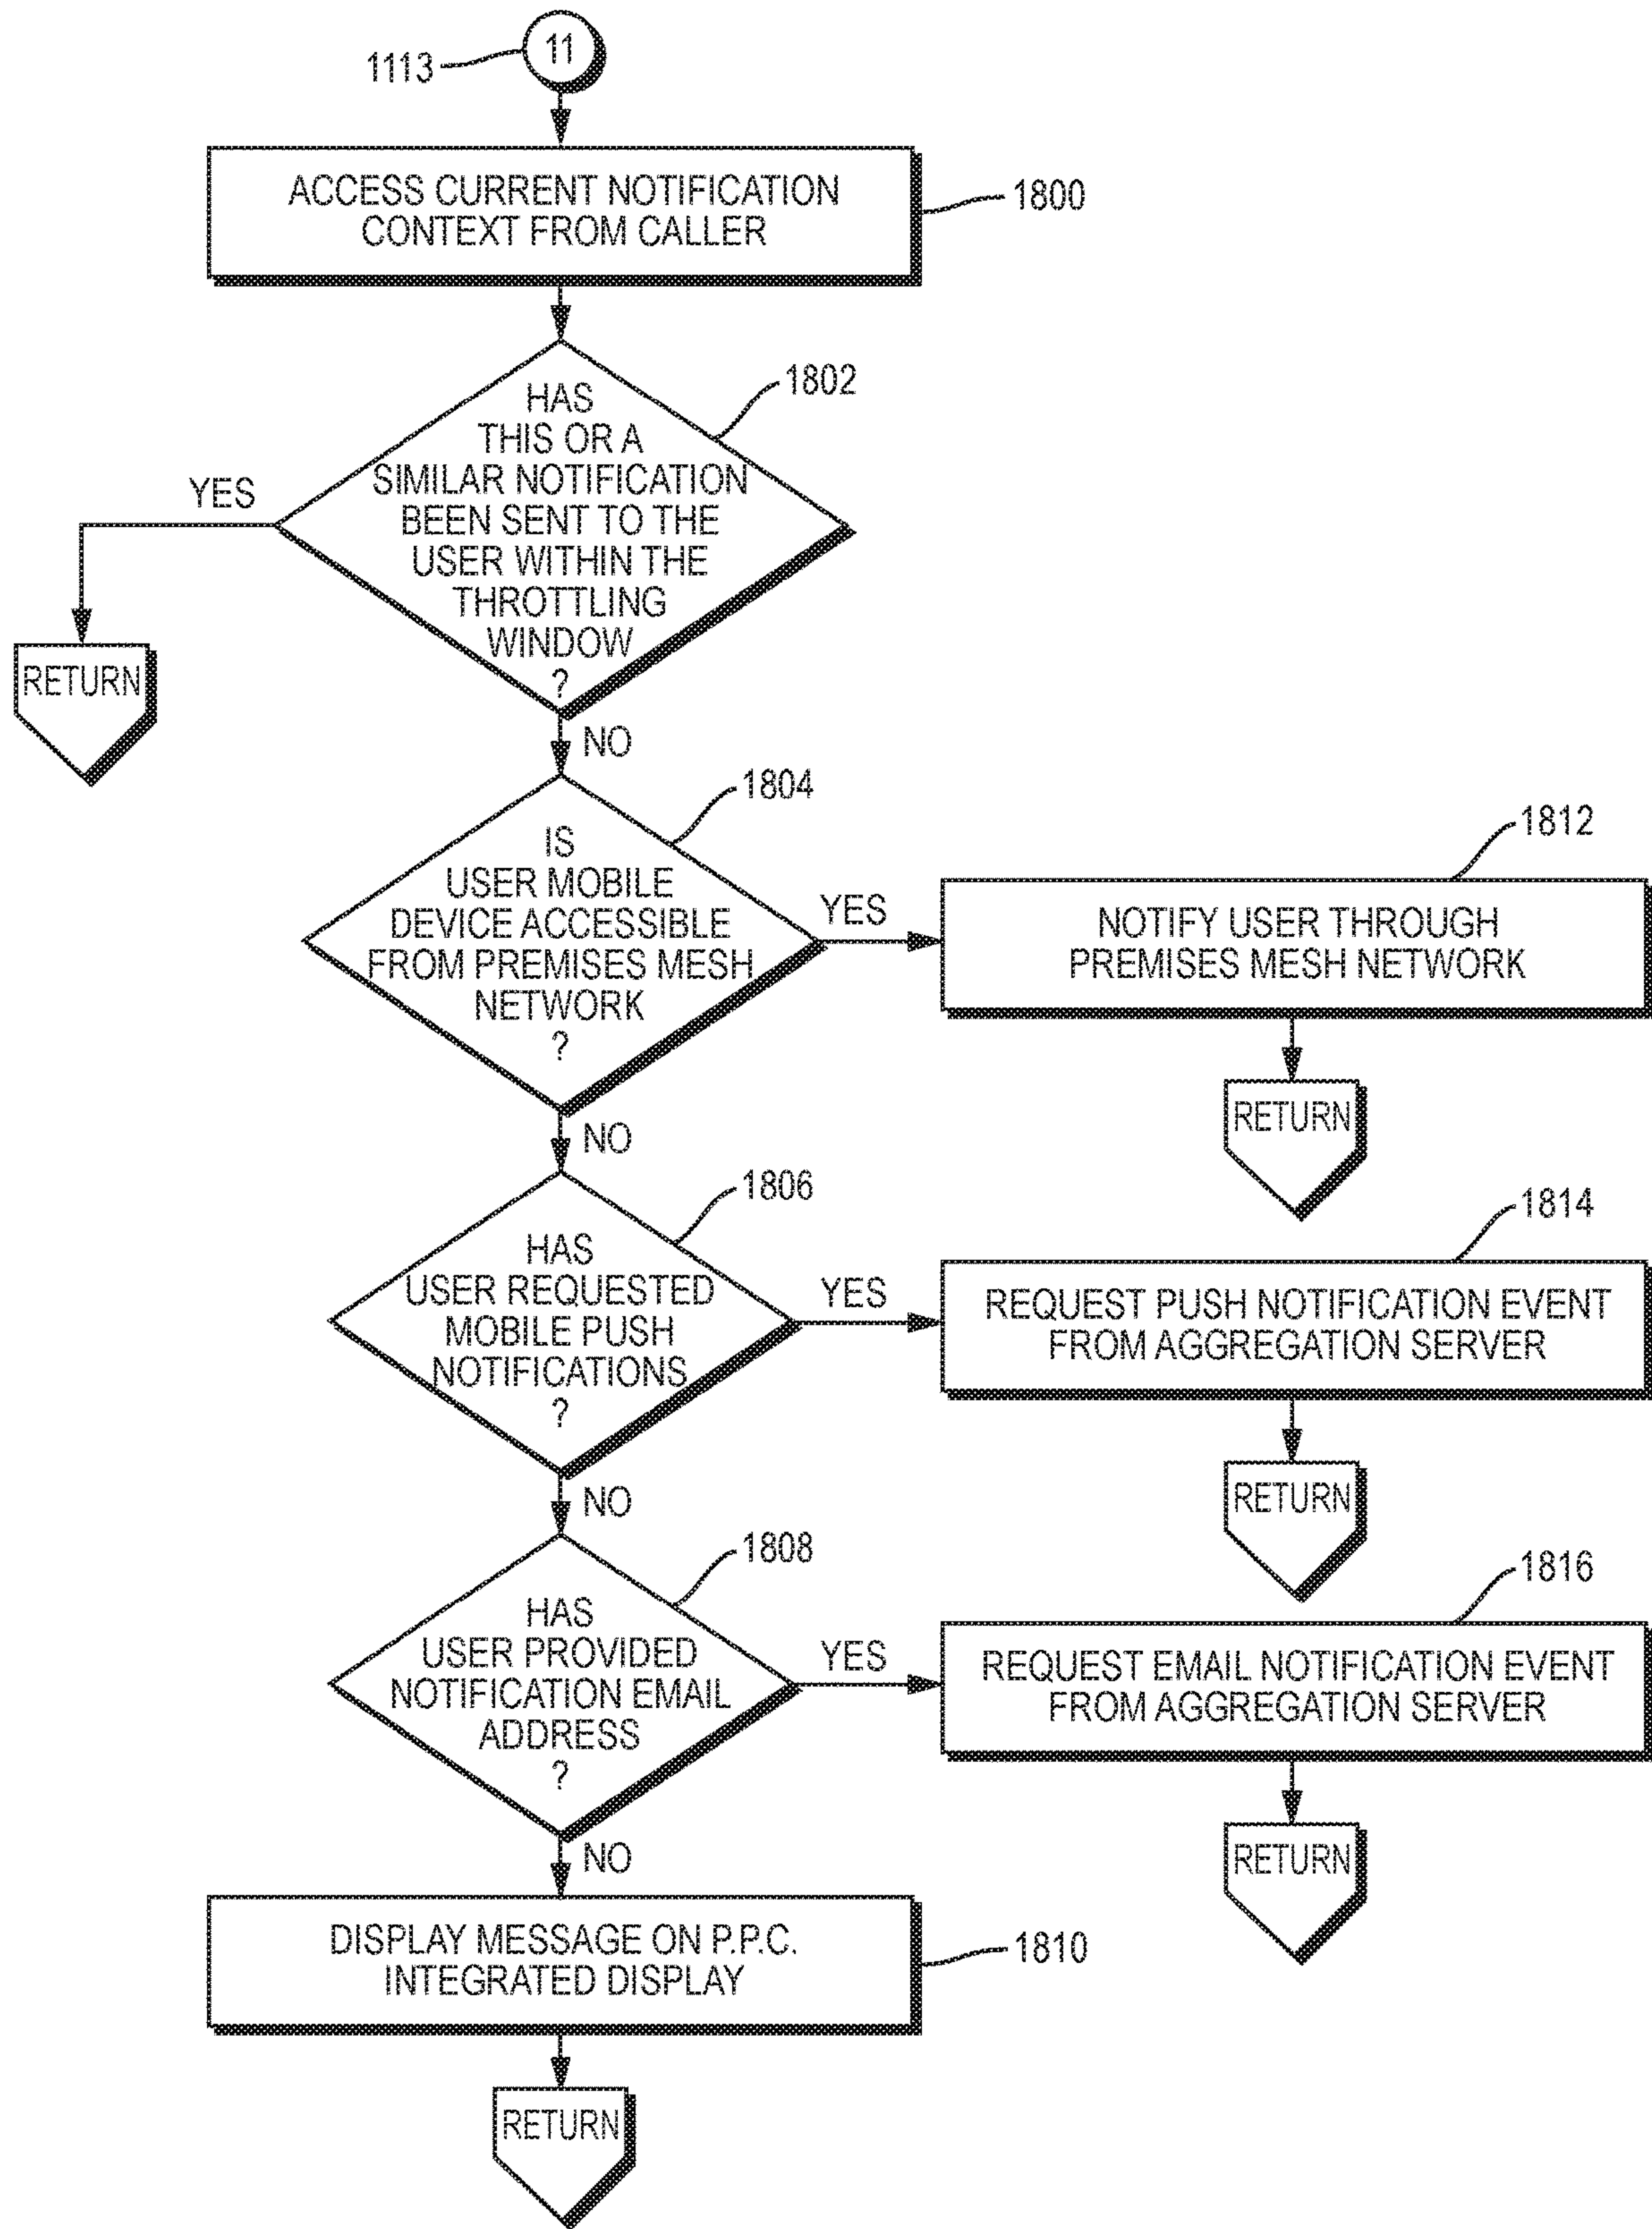 11
1113
ACCESS CURRENT NOTIFICATION
CONTEXT FROM CALLER
1800
HAS
THIS OR A
SIMILAR NOTIFICATION
BEEN SENT TO THE
USER WITHIN THE
THROTTLING
WINDOW
?
1802
YES
RETURN
NO
IS
USER MOBILE
DEVICE ACCESSIBLE
FROM PREMISES MESH
NETWORK
?
1804
YES
NOTIFY USER THROUGH
PREMISES MESH NETWORK
1812
RETURN
NO
HAS
USER REQUESTED
MOBILE PUSH
NOTIFICATIONS
?
1806
YES
REQUEST PUSH NOTIFICATION EVENT
FROM AGGREGATION SERVER
1814
RETURN
NO
HAS
USER PROVIDED
NOTIFICATION EMAIL
ADDRESS
?
1808
YES
REQUEST EMAIL NOTIFICATION EVENT
FROM AGGREGATION SERVER
1816
RETURN
NO
DISPLAY MESSAGE ON P.P.C.
INTEGRATED DISPLAY
1810
RETURN